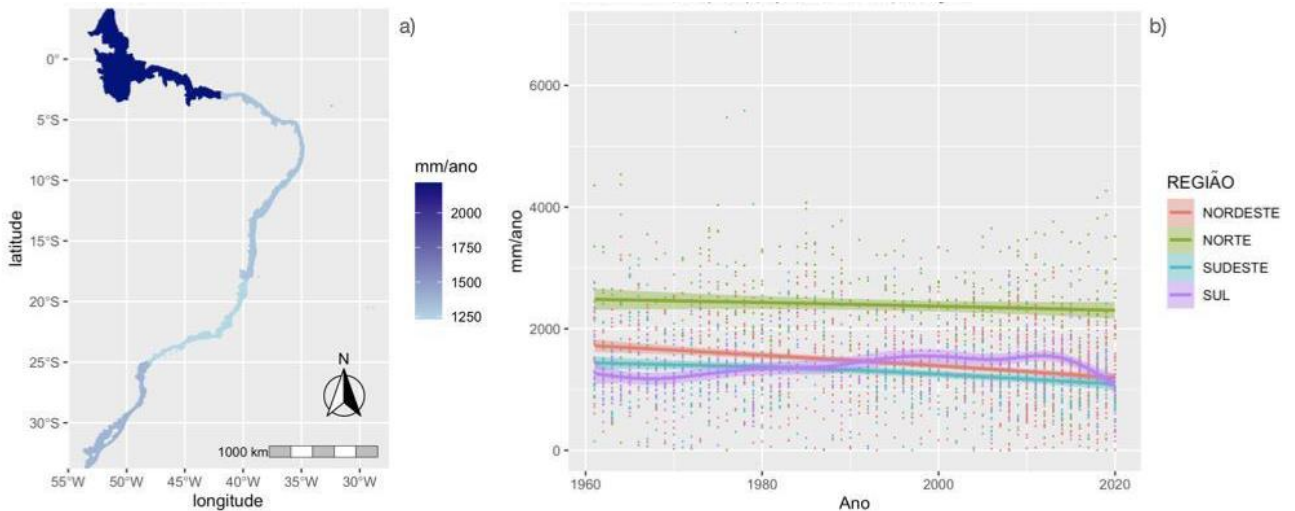 a)
0°
5°S
10°S
15°S
20°S
25°S
30°S
55°W 50°W 45°W 40°W 35°W 30°W
longitude
latitude
N
1000 km
mm/ano
2000
1750
1500
1250
b)
6000
4000
2000
0
mm/ano
1960 1980 2000 2020
Ano
REGIÃO
NORDESTE
NORTE
SUDESTE
SUL